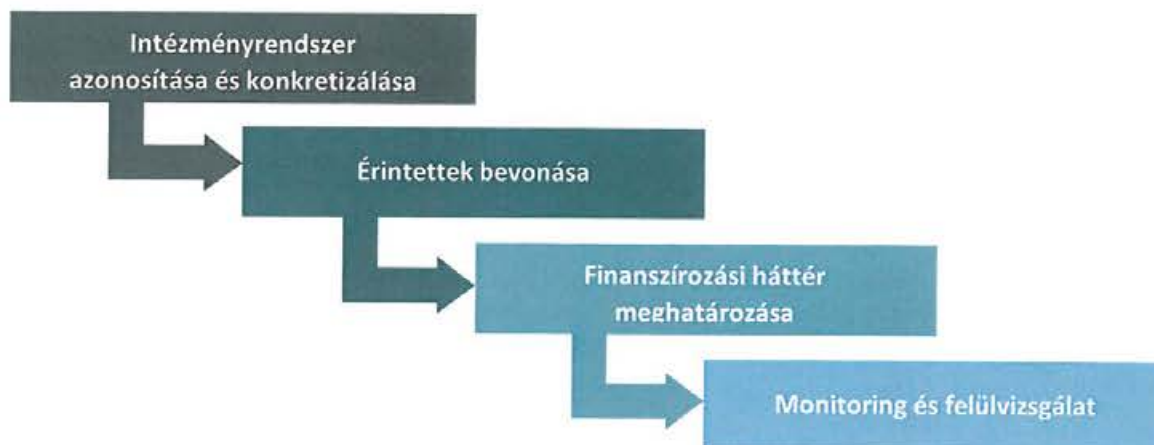 Intézményrendszer
azonosítása és konkretizálása
Érintettek bevonása
Finanszírozási háttér
meghatározása
Monitoring és felülvizsgálat